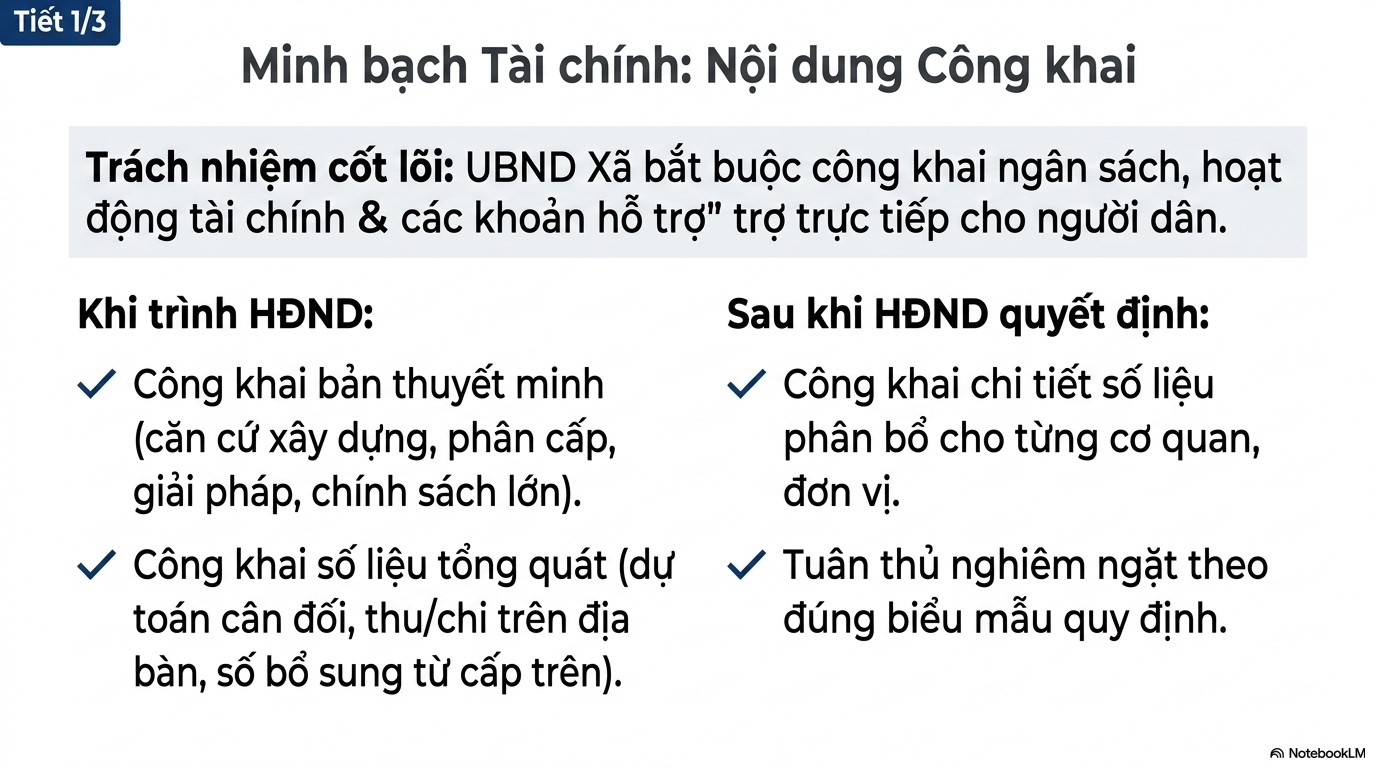 Tiết 1/3
Minh bạch Tài chính: Nội dung Công khai
Trách nhiệm cốt lõi: UBND Xã bắt buộc công khai ngân sách, hoạt
động tài chính & các khoản hỗ trợ” trợ trực tiếp cho người dân.
Khi trình HĐND:
Công khai bản thuyết minh
(căn cứ xây dựng, phân cấp,
giải pháp, chính sách lớn).
Công khai số liệu tổng quát (dự
toán cân đối, thu/chi trên địa
bàn, số bổ sung từ cấp trên).
Sau khi HĐND quyết định:
Công khai chi tiết số liệu
phân bổ cho từng cơ quan,
đơn vị.
Tuân thủ nghiêm ngặt theo
đúng biểu mẫu quy định.
NotebookLM